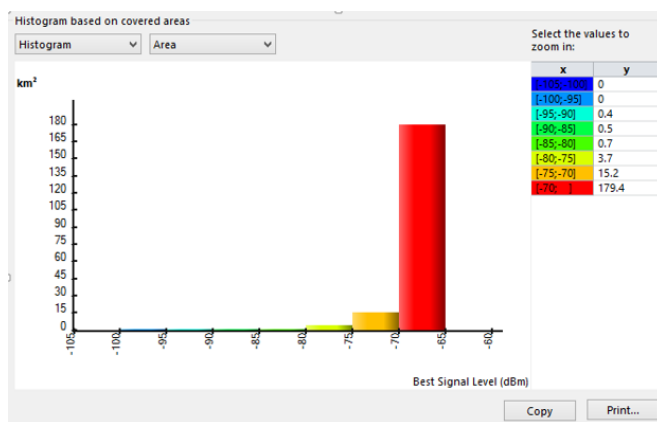 Histogram based on covered areas
Histogram Area
Select the values to
zoom in:
km²
180
165
150
135
120
105
90
75
60
45
30
15
0
-105 -100 -95 -90 -85 -80 -75 -70 -65 -60
Best Signal Level (dBm)
x y
[-105;-100] 0
[-100;-95] 0
[-95;-90] 0.4
[-90;-85] 0.5
[-85;-80] 0.7
[-80;-75] 3.7
[-75;-70] 15.2
[-70; ] 179.4
Copy Print...